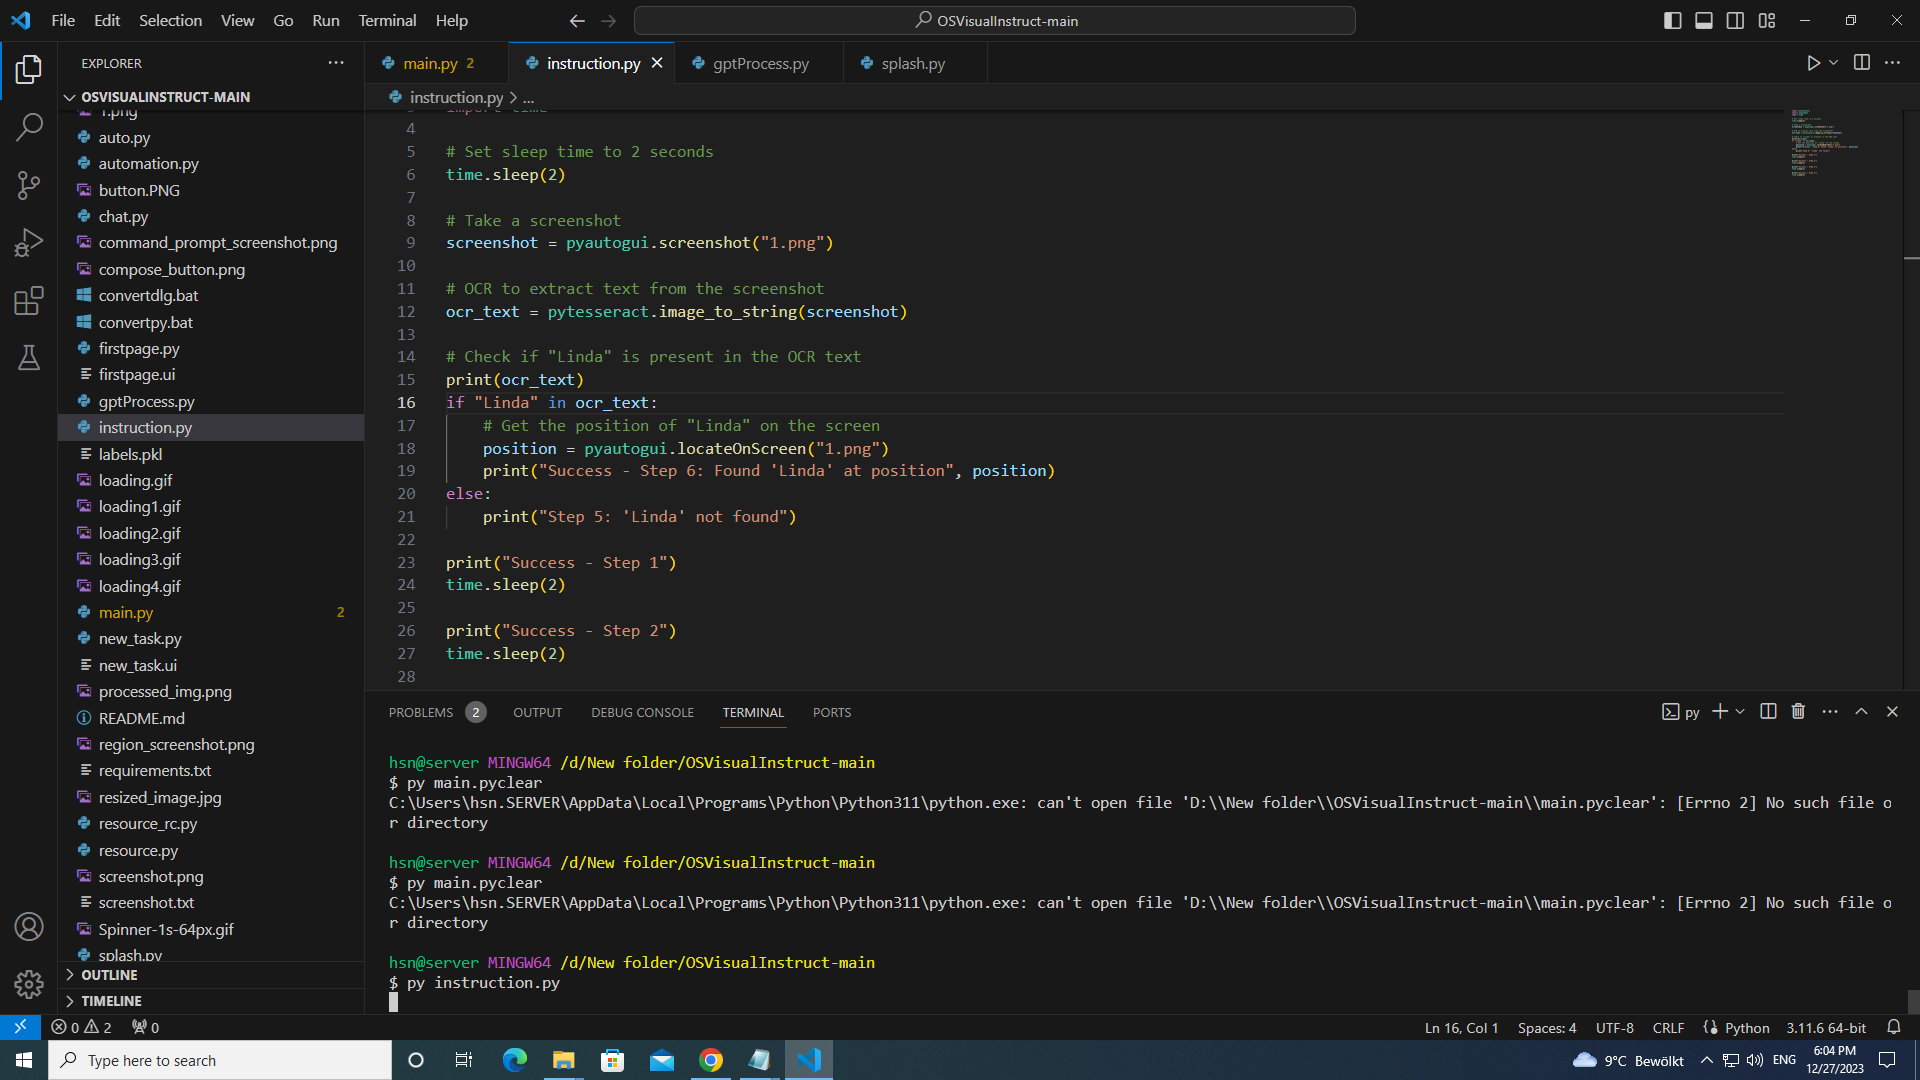 File Edit Selection View Go Run Terminal Help
OSVisualInstruct-main
EXPLORER
OSVISUALINSTRUCT-MAIN
1.png
auto.py
automation.py
button.PNG
chat.py
command_prompt_screenshot.png
compose_button.png
convertdlg.bat
convertpy.bat
firstpage.py
firstpage.ui
gptProcess.py
instruction.py
labels.pkl
loading.gif
loading1.gif
loading2.gif
loading3.gif
loading4.gif
main.py 2
new_task.py
new_task.ui
processed_img.png
README.md
region_screenshot.png
requirements.txt
resized_image.jpg
resource_rc.py
resource.py
screenshot.png
screenshot.txt
Spinner-1s-64px.gif
splash.py
OUTLINE
TIMELINE
main.py 2 instruction.py gptProcess.py splash.py
instruction.py > ...
3 import time
4
5 # Set sleep time to 2 seconds
6 time.sleep(2)
7
8 # Take a screenshot
9 screenshot = pyautogui.screenshot("1.png")
10
11 # OCR to extract text from the screenshot
12 ocr_text = pytesseract.image_to_string(screenshot)
13
14 # Check if "Linda" is present in the OCR text
15 print(ocr_text)
16 if "Linda" in ocr_text:
17 # Get the position of "Linda" on the screen
18 position = pyautogui.locateOnScreen("1.png")
19 print("Success - Step 6: Found 'Linda' at position", position)
20 else:
21 print("Step 5: 'Linda' not found")
22
23 print("Success - Step 1")
24 time.sleep(2)
25
26 print("Success - Step 2")
27 time.sleep(2)
28
PROBLEMS 2 OUTPUT DEBUG CONSOLE TERMINAL PORTS
py
hsn@server MINGW64 /d/New folder/OSVisualInstruct-main
$ py main.pyclear
C:\Users\hsn.SERVER\AppData\Local\Programs\Python\Python311\python.exe: can't open file 'D:\\New folder\\OSVisualInstruct-main\\main.pyclear': [Errno 2] No such file o
r directory
hsn@server MINGW64 /d/New folder/OSVisualInstruct-main
$ py main.pyclear
C:\Users\hsn.SERVER\AppData\Local\Programs\Python\Python311\python.exe: can't open file 'D:\\New folder\\OSVisualInstruct-main\\main.pyclear': [Errno 2] No such file o
r directory
hsn@server MINGW64 /d/New folder/OSVisualInstruct-main
$ py instruction.py
0 2 0
Ln 16, Col 1 Spaces: 4 UTF-8 CRLF Python 3.11.6 64-bit
Type here to search
9°C Bewölkt ENG
6:04 PM
12/27/2023